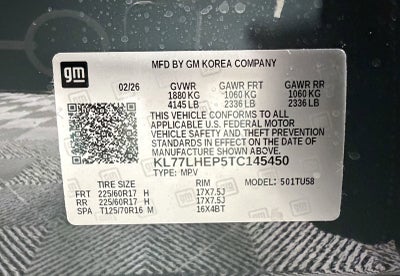 gm
MFD BY GM KOREA COMPANY
02/26 GVWR GAWR FRT GAWR RR
1880 KG 1060 KG 1060 KG
4145 LB 2336 LB 2336 LB
THIS VEHICLE CONFORMS TO ALL
APPLICABLE U.S. FEDERAL MOTOR
VEHICLE SAFETY AND THEFT PREVENTION
STANDARDS IN EFFECT ON THE DATE OF
MANUFACTURE SHOWN ABOVE.
KL77LHEP5TC145450
TYPE: MPV
TIRE SIZE RIM MODEL: 501TU58
FRT 225/60R17 H 17X7.5J
RR 225/60R17 H 17X7.5J
SPA T125/70R16 M 16X4BT